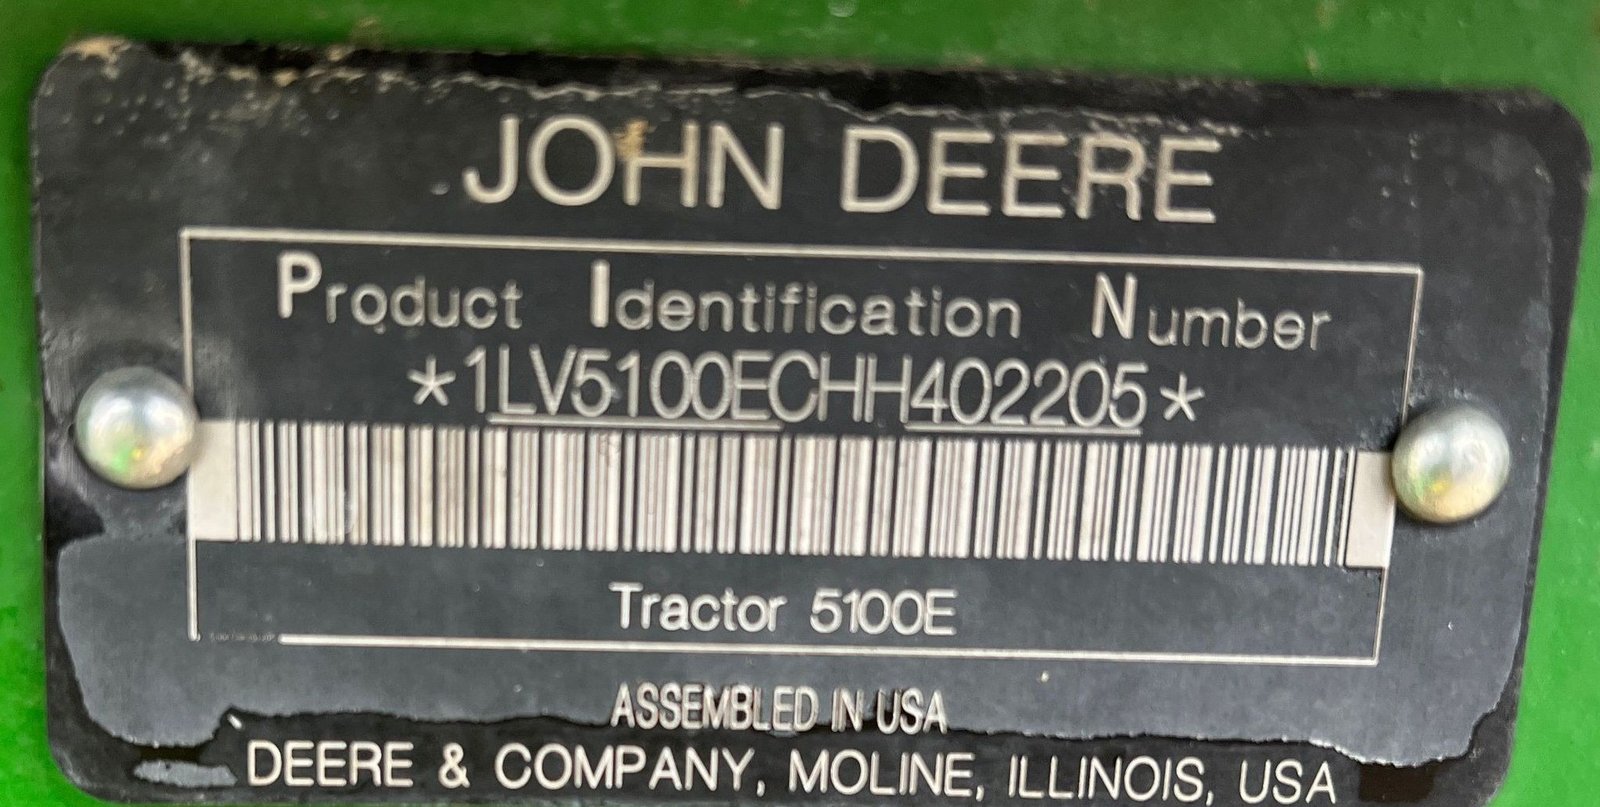 JOHN DEERE
Product Identification Number
*1LV5100ECHH402205*
Tractor 5100E
ASSEMBLED IN USA
DEERE & COMPANY, MOLINE, ILLINOIS, USA